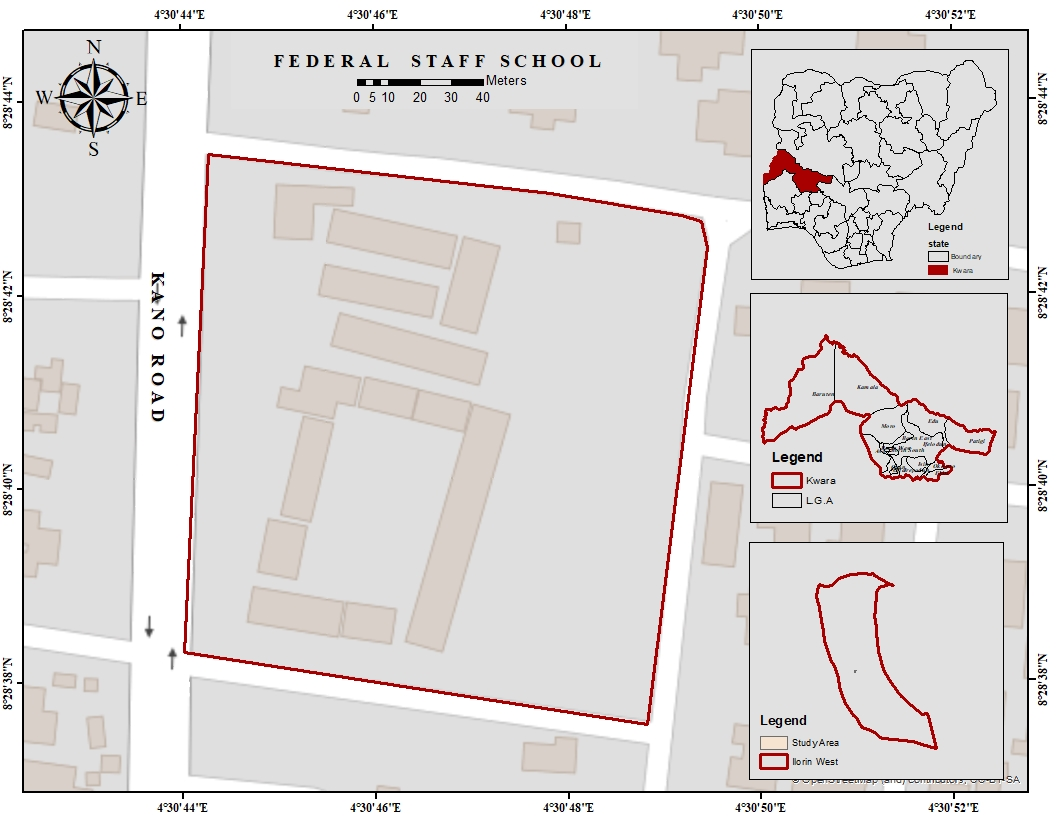 4°30'44"E 4°30'46"E 4°30'48"E 4°30'50"E 4°30'52"E
8°28'44"N
8°28'42"N
8°28'40"N
8°28'38"N
N
W E
S
FEDERAL STAFF SCHOOL
Meters
0 5 10 20 30 40
KANO ROAD
Legend
state
Boundary
Kwara
Baruten
Kaiama
Moro
Edu
Patigi
Ilorin East
Ifelodun
Legend
Kwara
L.G.A
Legend
Study Area
Ilorin West
© OpenStreetMap (and) contributors, CC-BY-SA
8°28'44"N
8°28'42"N
8°28'40"N
8°28'38"N
4°30'44"E 4°30'46"E 4°30'48"E 4°30'50"E 4°30'52"E